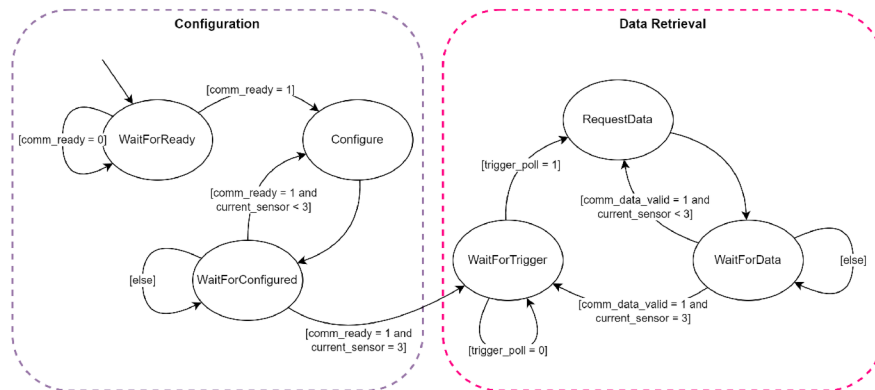 Configuration
Data Retrieval
[comm_ready = 1]
[comm_ready = 0]
WaitForReady
Configure
RequestData
[trigger_poll = 1]
[comm_ready = 1 and
current_sensor < 3]
[comm_data_valid = 1 and
current_sensor < 3]
WaitForTrigger
WaitForData
[else]
[else]
WaitForConfigured
[comm_data_valid = 1 and
current_sensor = 3]
[comm_ready = 1 and
current_sensor = 3]
[trigger_poll = 0]